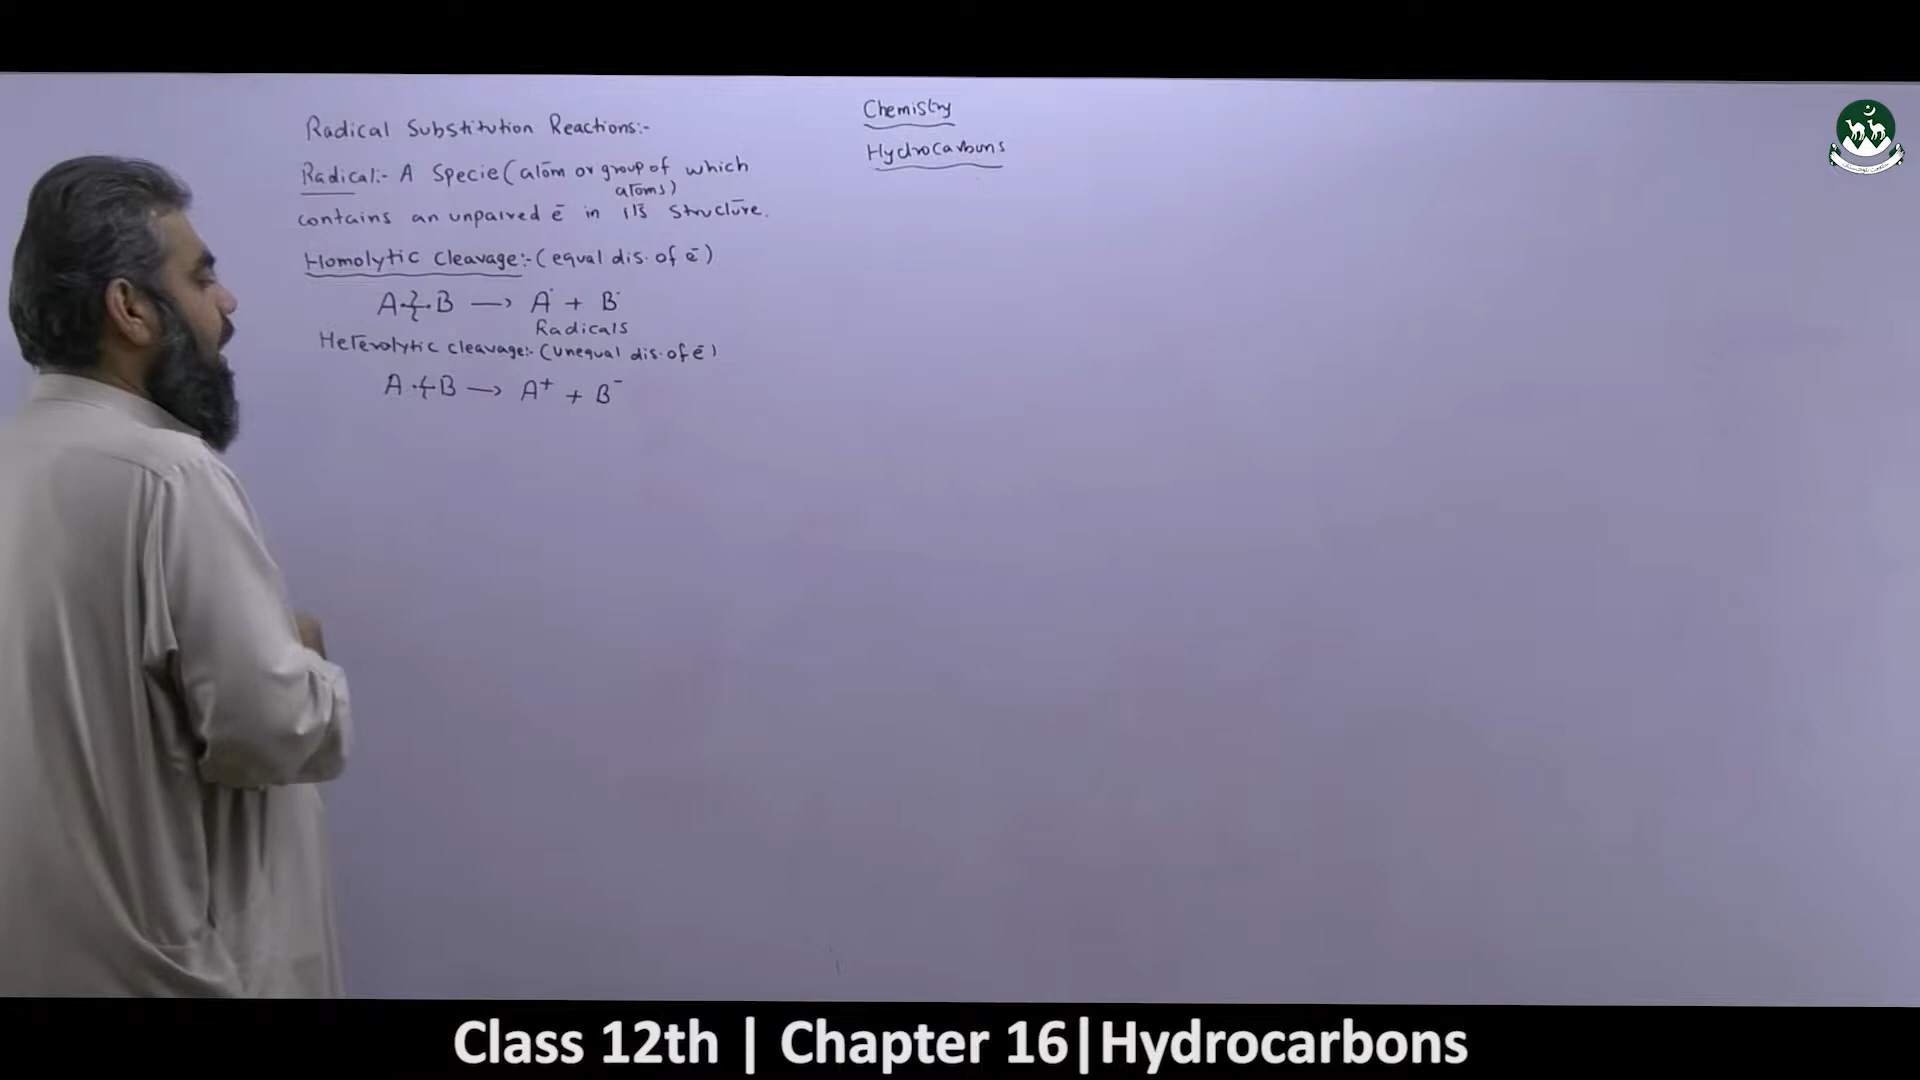 Chemistry
Hydrocarbons
Radical Substitution Reactions:-
Radical:- A Specie (atom or group of which
atoms)
contains an unpaired e⁻ in its structure.
Homolytic Cleavage:- (equal dis. of e⁻)
A·⌇·B → A· + B·
Radicals
Heterolytic cleavage:- (unequal dis. of e⁻)
A ⌇ B → A⁺ + B⁻
Class 12th | Chapter 16|Hydrocarbons